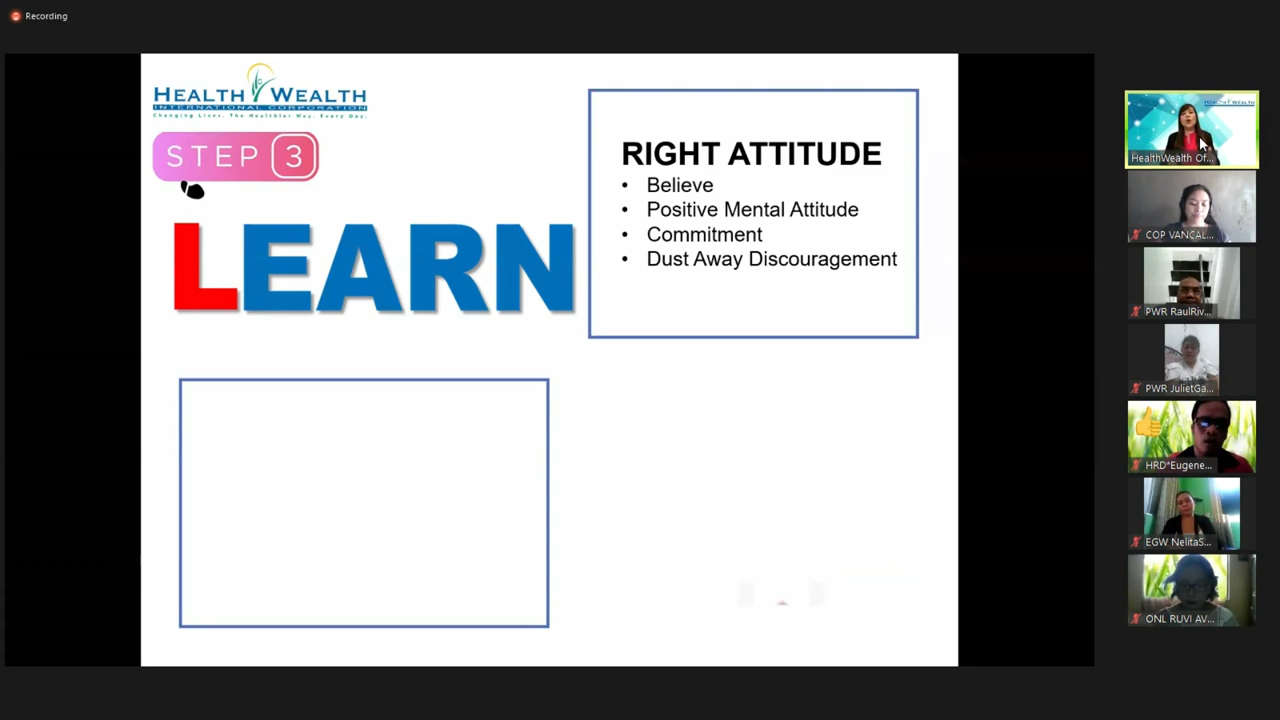 Recording
HEALTH WEALTH
INTERNATIONAL CORPORATION
Changing Lives. The Healthier Way. Every Day.
STEP 3
LEARN
RIGHT ATTITUDE
• Believe
• Positive Mental Attitude
• Commitment
• Dust Away Discouragement
HEALTH WEALTH
HealthWealth Of...
COP VANCAL...
PWR RaulRiv...
PWR JulietGa...
HRD*Eugene...
EGW NelitaS...
ONL RUVI AV...